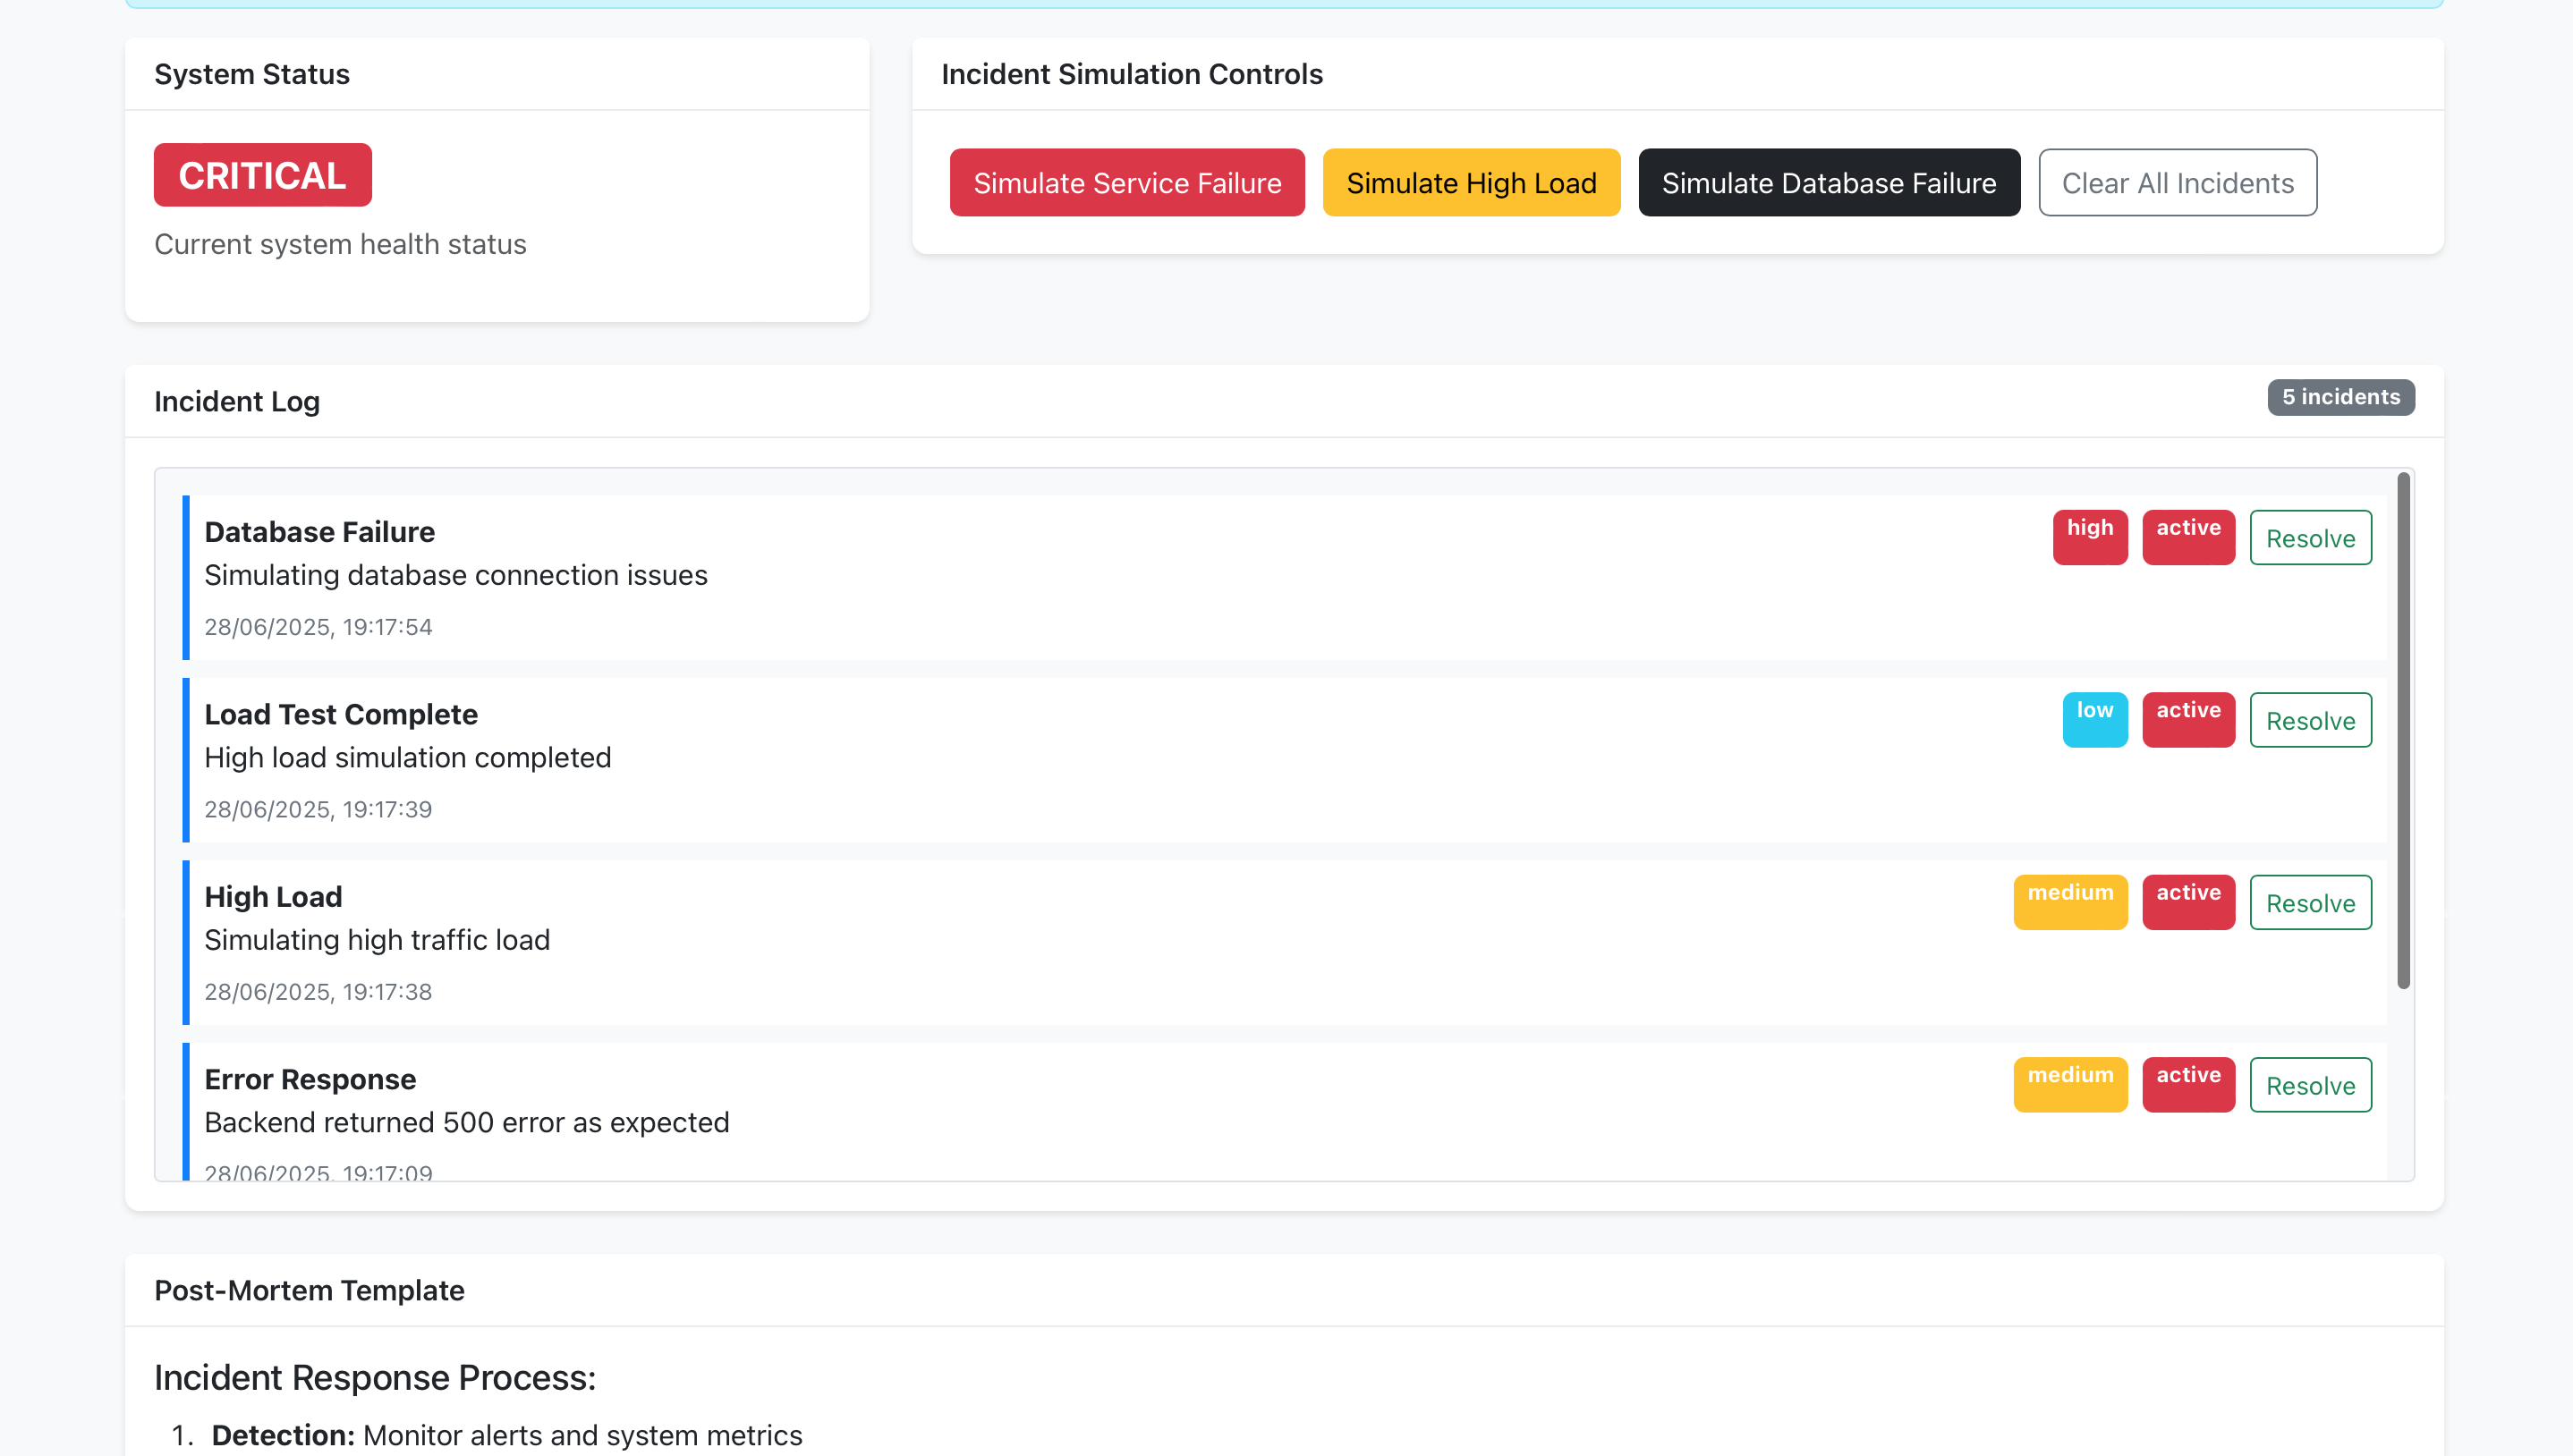 System Status
CRITICAL
Current system health status
Incident Simulation Controls
Simulate Service Failure
Simulate High Load
Simulate Database Failure
Clear All Incidents
Incident Log
5 incidents
Database Failure
high
active
Resolve
Simulating database connection issues
28/06/2025, 19:17:54
Load Test Complete
low
active
Resolve
High load simulation completed
28/06/2025, 19:17:39
High Load
medium
active
Resolve
Simulating high traffic load
28/06/2025, 19:17:38
Error Response
medium
active
Resolve
Backend returned 500 error as expected
28/06/2025, 19:17:09
Post-Mortem Template
Incident Response Process:
1. Detection: Monitor alerts and system metrics